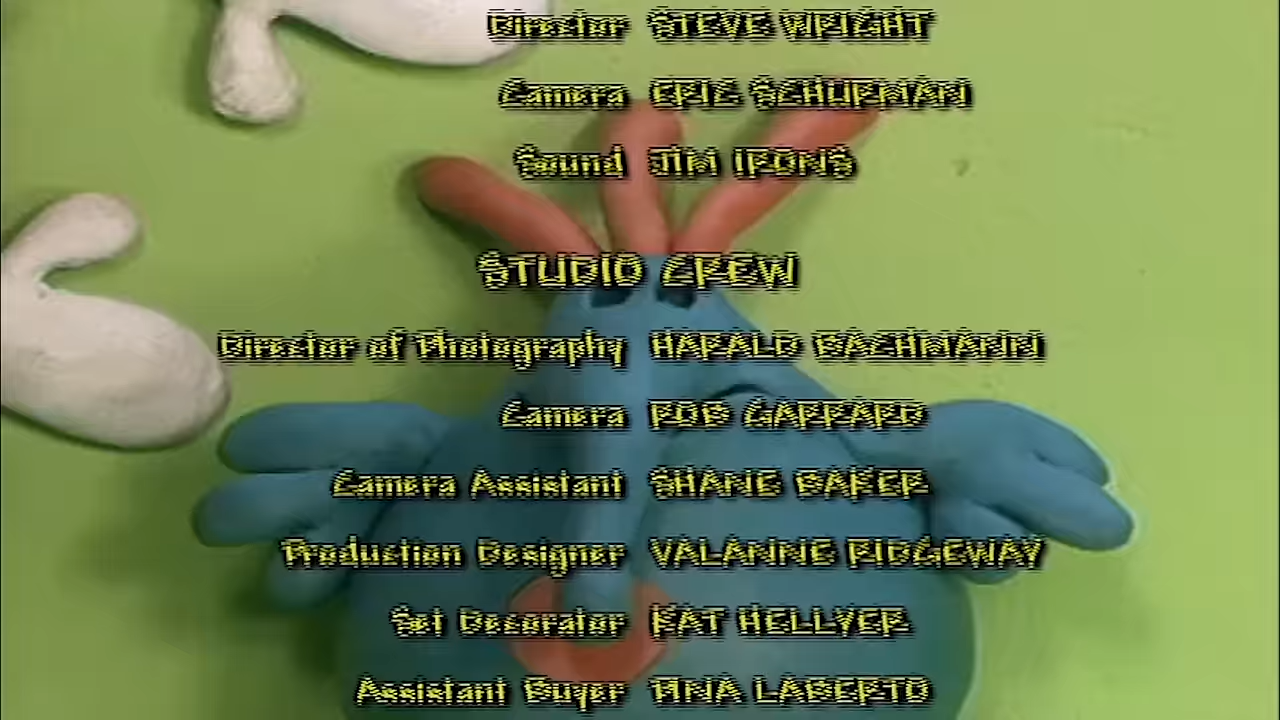 Director STEVE WRIGHT
Camera ERIC SCHURMAN
Sound JIM IRONS
STUDIO CREW
Director of Photography HARALD BACHMANN
Camera ROB GARRARD
Camera Assistant SHANE BAKER
Production Designer VALANNE RIDGEWAY
Set Decorator KAT HELLYER
Assistant Buyer TINA LABERTO